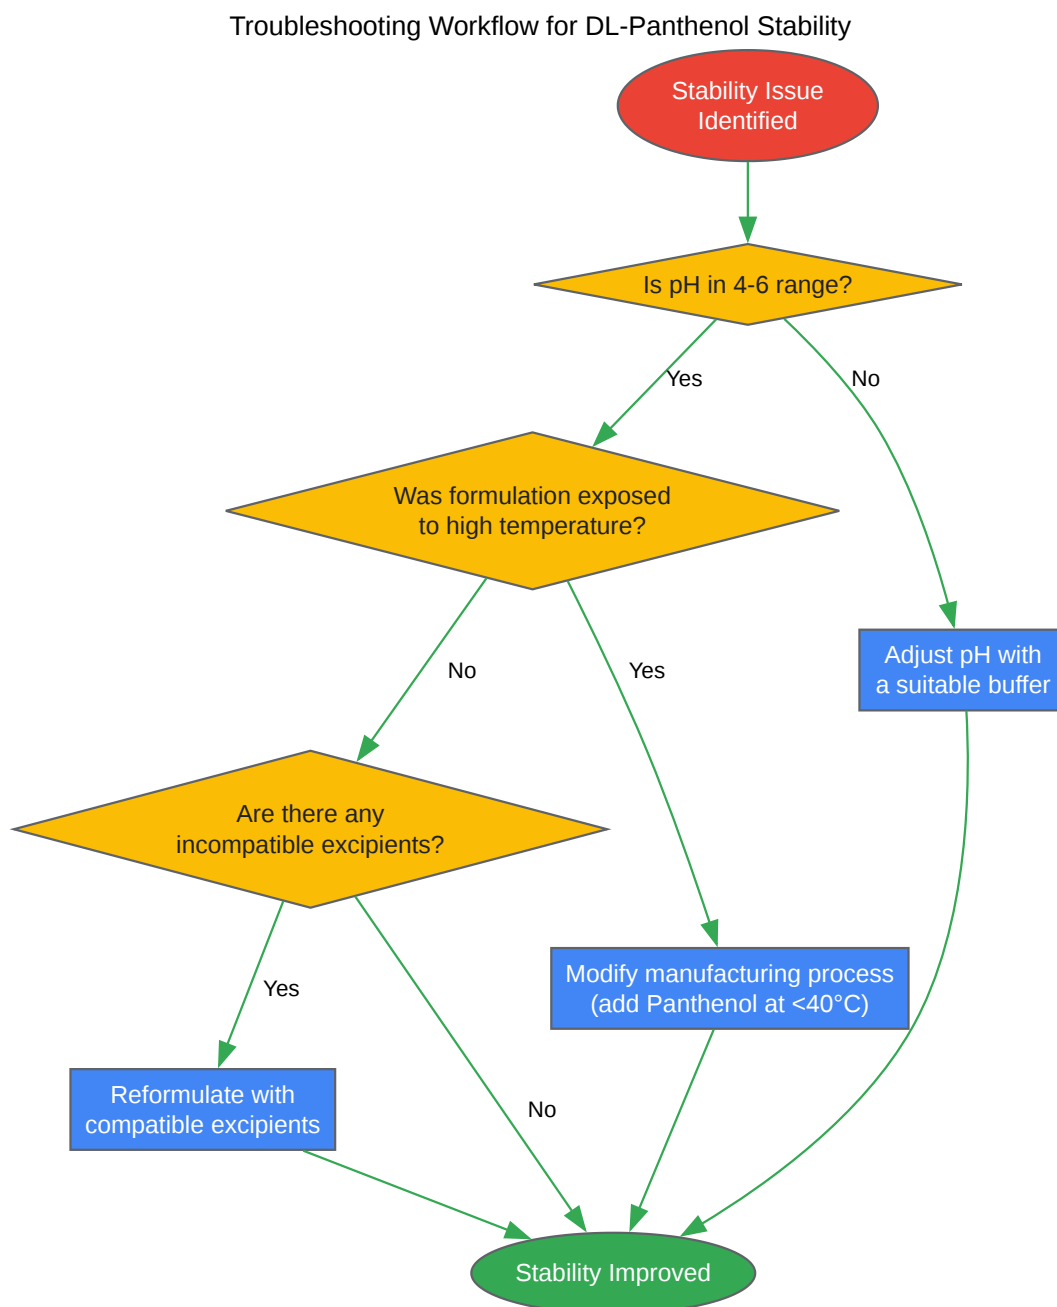 Troubleshooting Workflow for DL-Panthenol Stability
Stability Issue
Identified
Is pH in 4-6 range?
Yes
No
Was formulation exposed
to high temperature?
No
Yes
Adjust pH with
a suitable buffer
Are there any
incompatible excipients?
Yes
Modify manufacturing process
(add Panthenol at <40°C)
Reformulate with
compatible excipients
No
Stability Improved